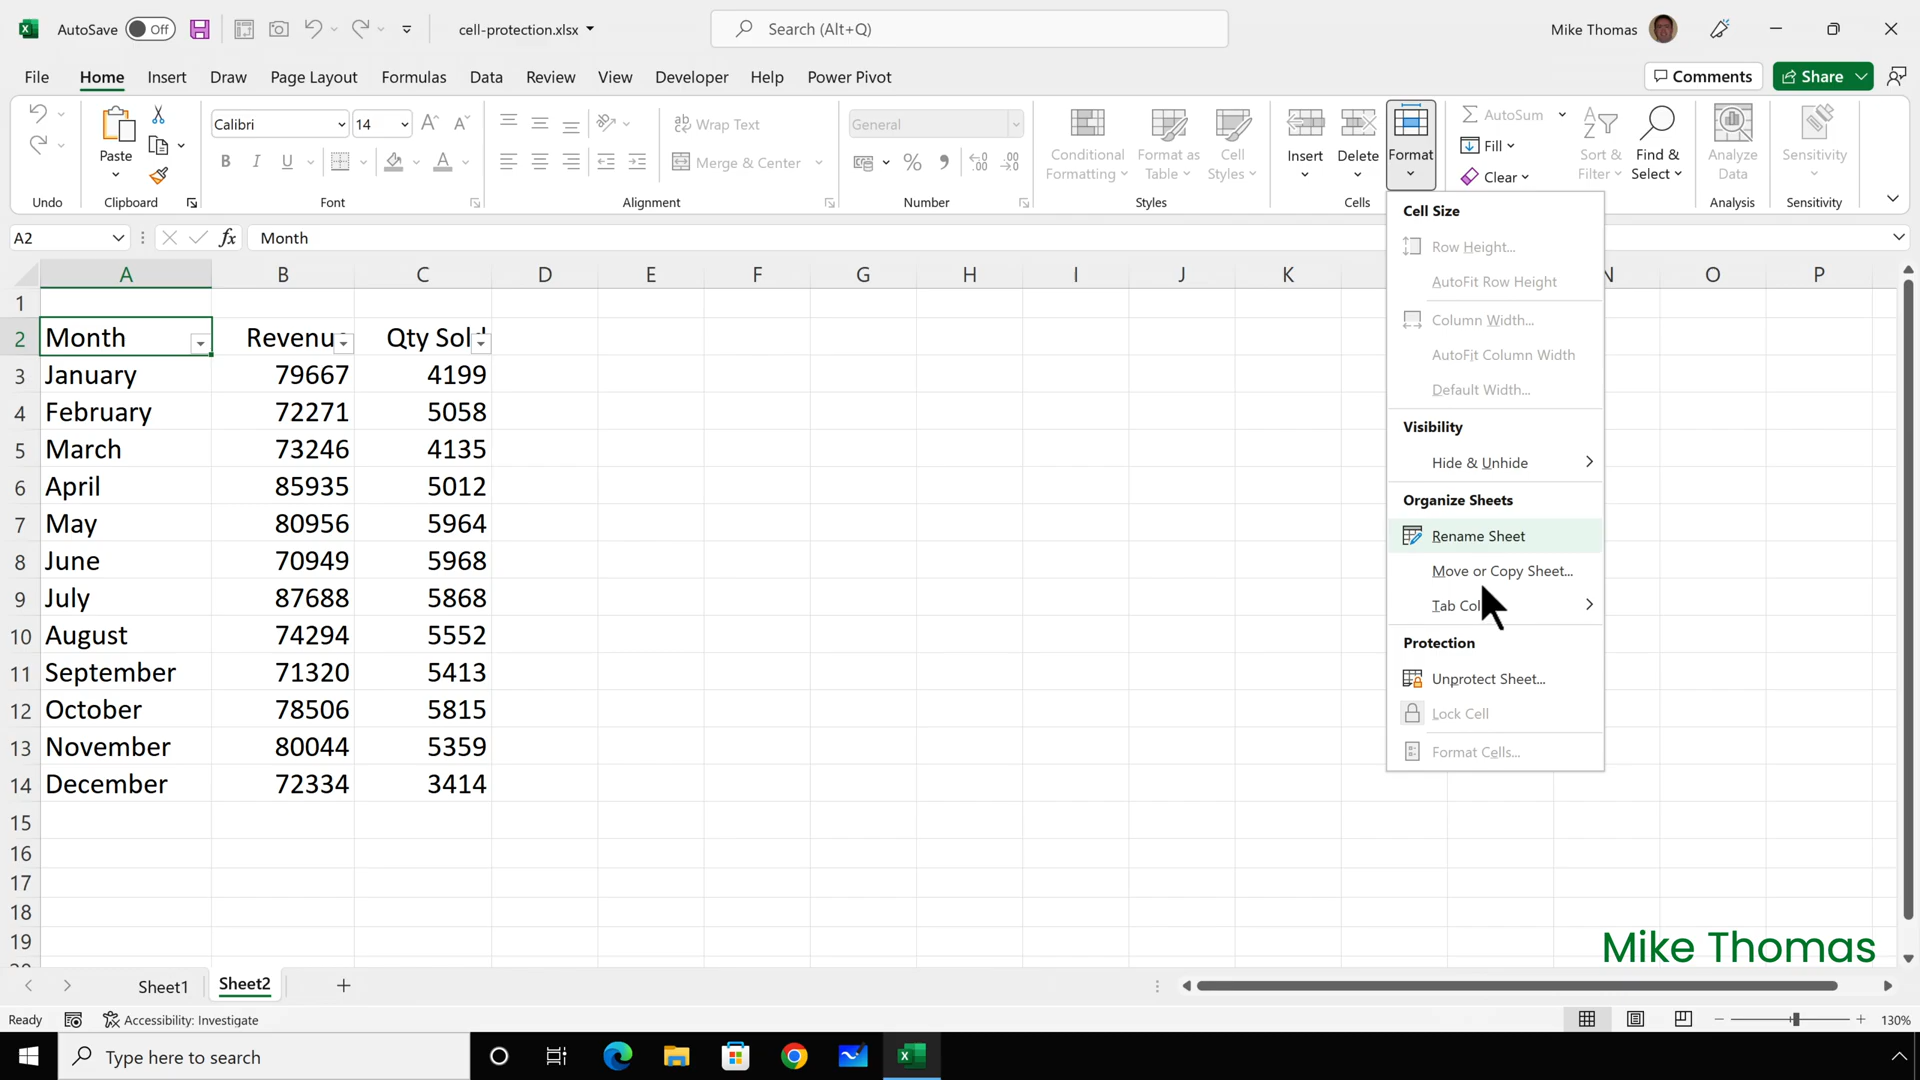 AutoSave Off
cell-protection.xlsx
Search (Alt+Q)
Mike Thomas
File Home Insert Draw Page Layout Formulas Data Review View Developer Help Power Pivot
Comments Share
Paste
Calibri 14
B I U
Wrap Text
Merge & Center
General
Conditional Formatting
Format as Table
Cell Styles
Insert Delete Format
AutoSum
Fill
Clear
Sort & Filter
Find & Select
Analyze Data
Sensitivity
Undo Clipboard Font Alignment Number Styles Cells Analysis Sensitivity
A2 fx Month
A B C D E F G H I J K N O P
1
2 Month Revenu Qty Sol
3 January 79667 4199
4 February 72271 5058
5 March 73246 4135
6 April 85935 5012
7 May 80956 5964
8 June 70949 5968
9 July 87688 5868
10 August 74294 5552
11 September 71320 5413
12 October 78506 5815
13 November 80044 5359
14 December 72334 3414
15
16
17
18
19
Cell Size
Row Height...
AutoFit Row Height
Column Width...
AutoFit Column Width
Default Width...
Visibility
Hide & Unhide
Organize Sheets
Rename Sheet
Move or Copy Sheet...
Tab Col
Protection
Unprotect Sheet...
Lock Cell
Format Cells...
Mike Thomas
Sheet1 Sheet2
Ready Accessibility: Investigate 130%
Type here to search